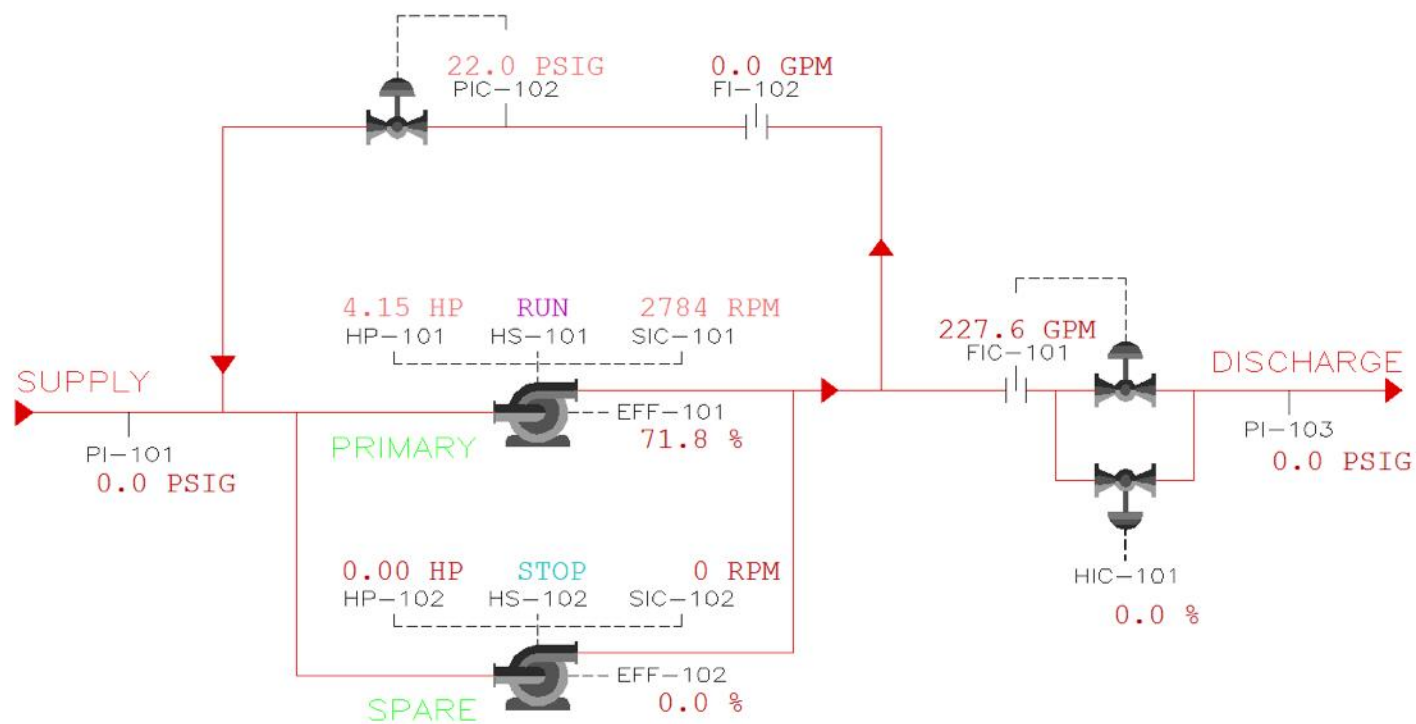 22.0 PSIG
PIC-102
0.0 GPM
FI-102
4.15 HP
HP-101
RUN
HS-101
2784 RPM
SIC-101
227.6 GPM
FIC-101
SUPPLY
DISCHARGE
PI-101
0.0 PSIG
PRIMARY
EFF-101
71.8 %
PI-103
0.0 PSIG
0.00 HP
HP-102
STOP
HS-102
0 RPM
SIC-102
HIC-101
0.0 %
SPARE
EFF-102
0.0 %